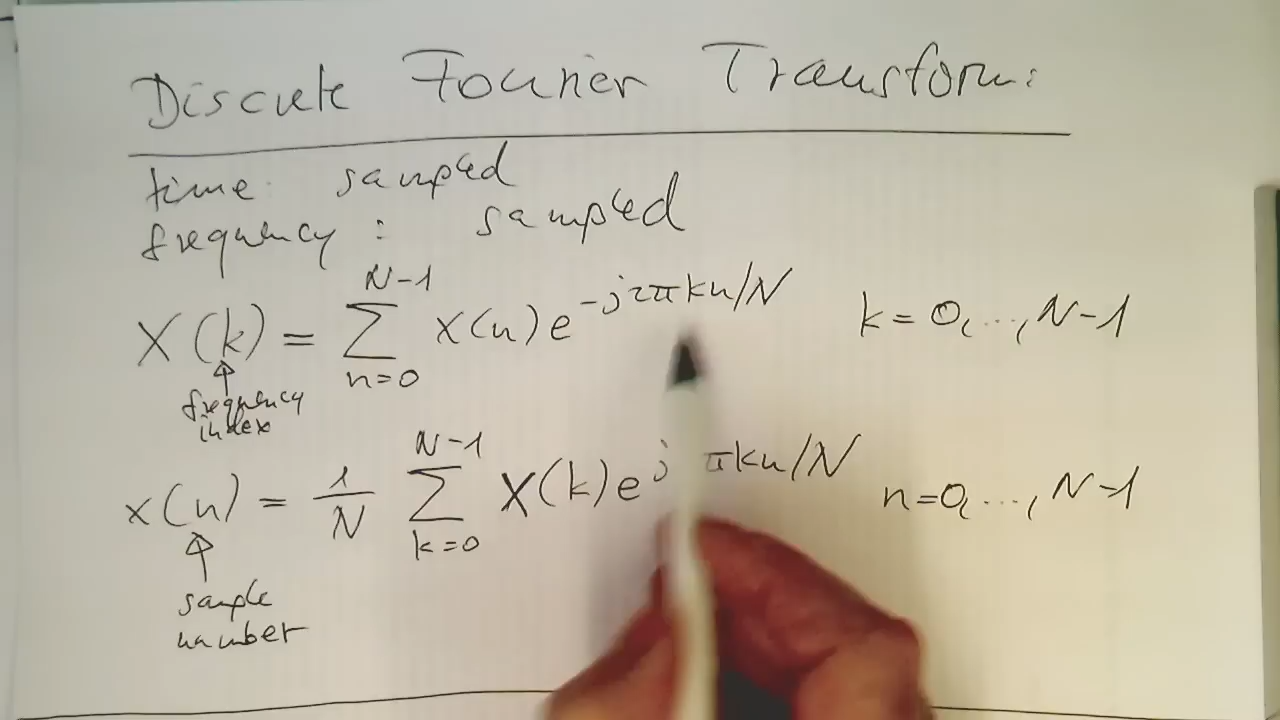 Discrete Fourier Transform:
time: sampled
frequency: sampled
X(k) = ∑_{n=0}^{N-1} x(n) e^{-j2πkn/N} k=0,...,N-1
frequency
index
x(n) = 1/N ∑_{k=0}^{N-1} X(k) e^{j πkn/N} n=0,...,N-1
sample
number